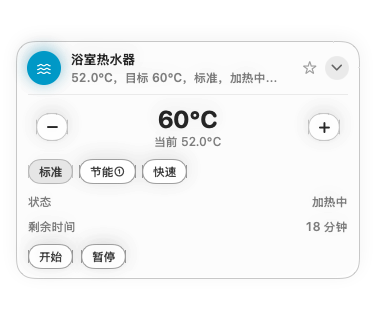 浴室热水器
52.0°C，目标 60°C，标准，加热中...
−
60°C
+
当前 52.0°C
标准 节能① 快速
状态 加热中
剩余时间 18 分钟
开始 暂停